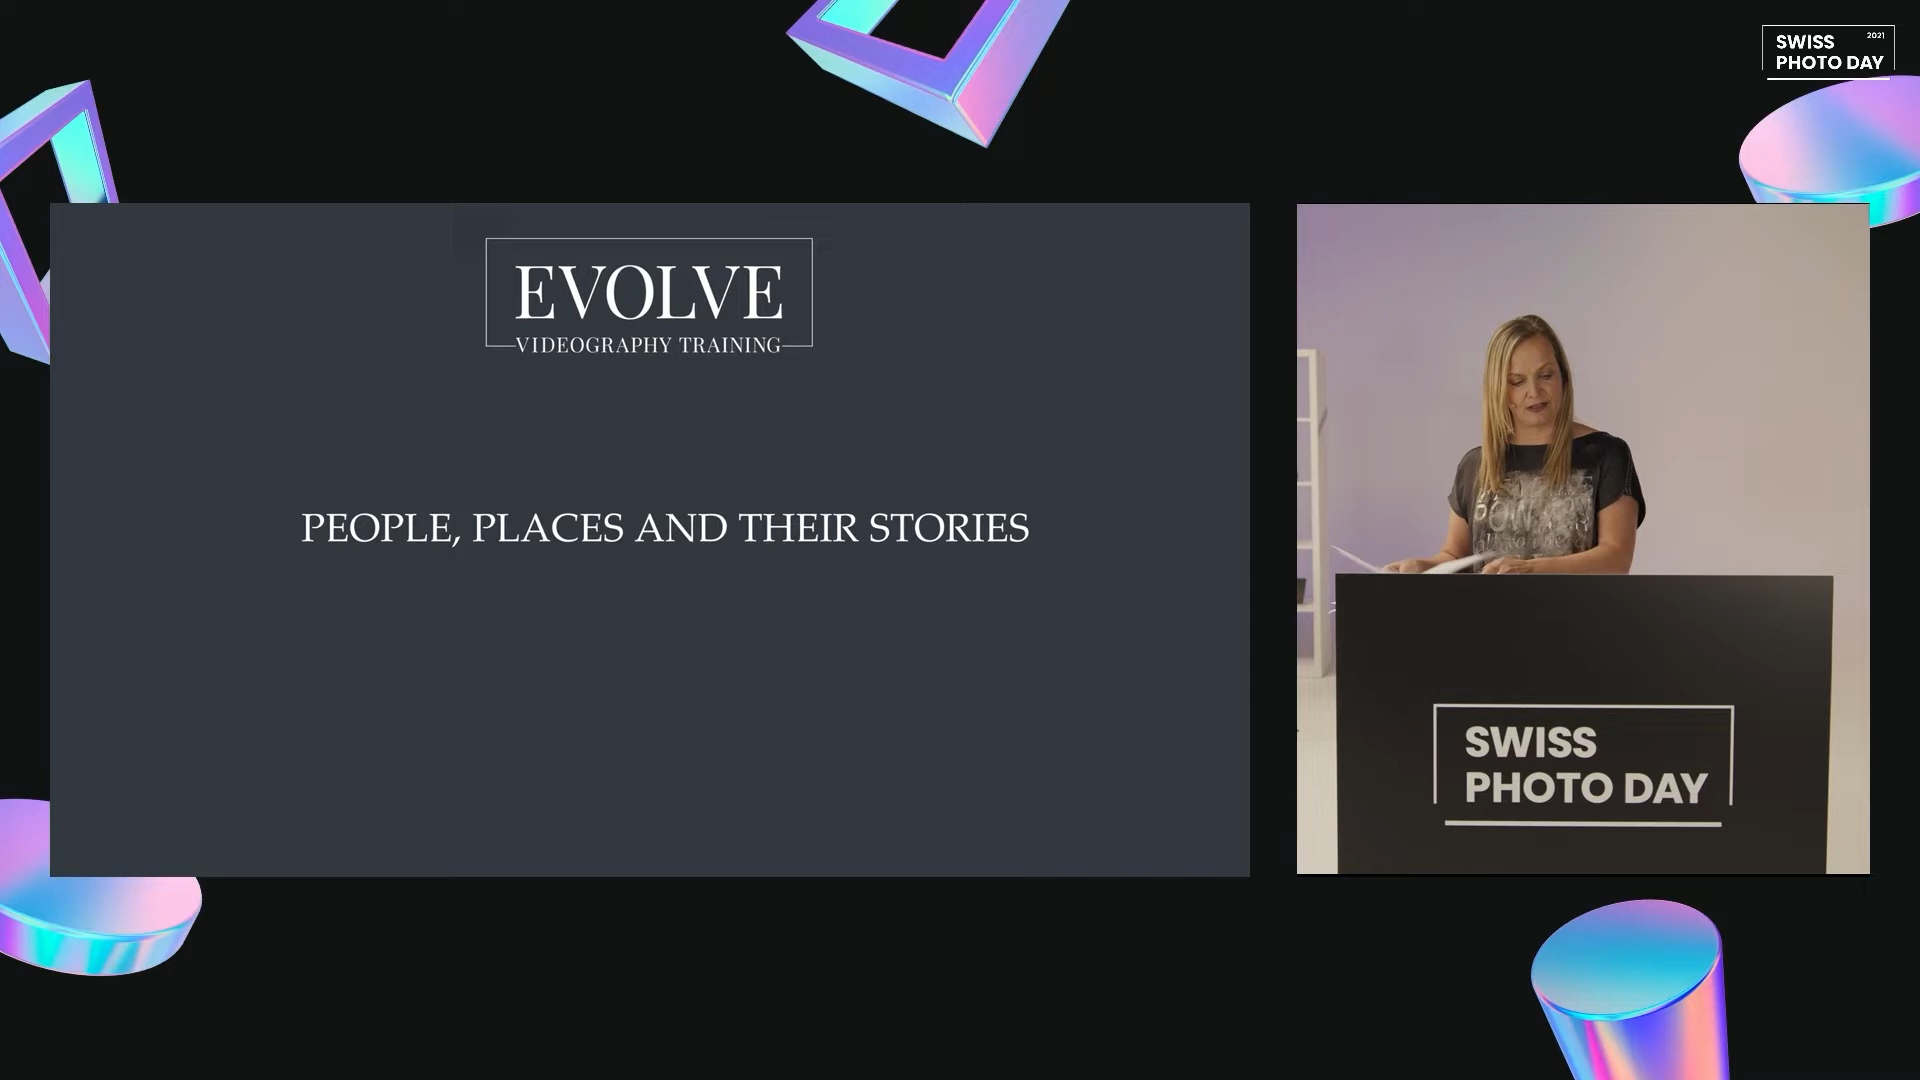 SWISS 2021
PHOTO DAY
EVOLVE
VIDEOGRAPHY TRAINING
PEOPLE, PLACES AND THEIR STORIES
SWISS
PHOTO DAY